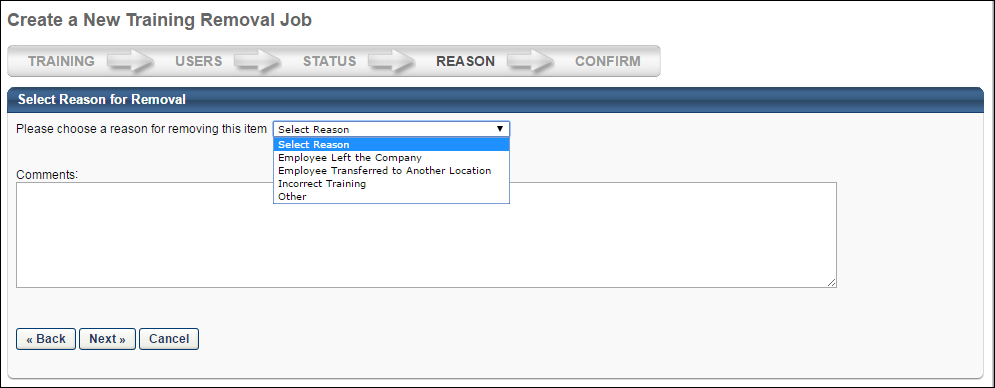 Create a New Training Removal Job
TRAINING USERS STATUS REASON CONFIRM
Select Reason for Removal
Please choose a reason for removing this item Select Reason
Select Reason
Employee Left the Company
Employee Transferred to Another Location
Incorrect Training
Other
Comments:
« Back Next » Cancel